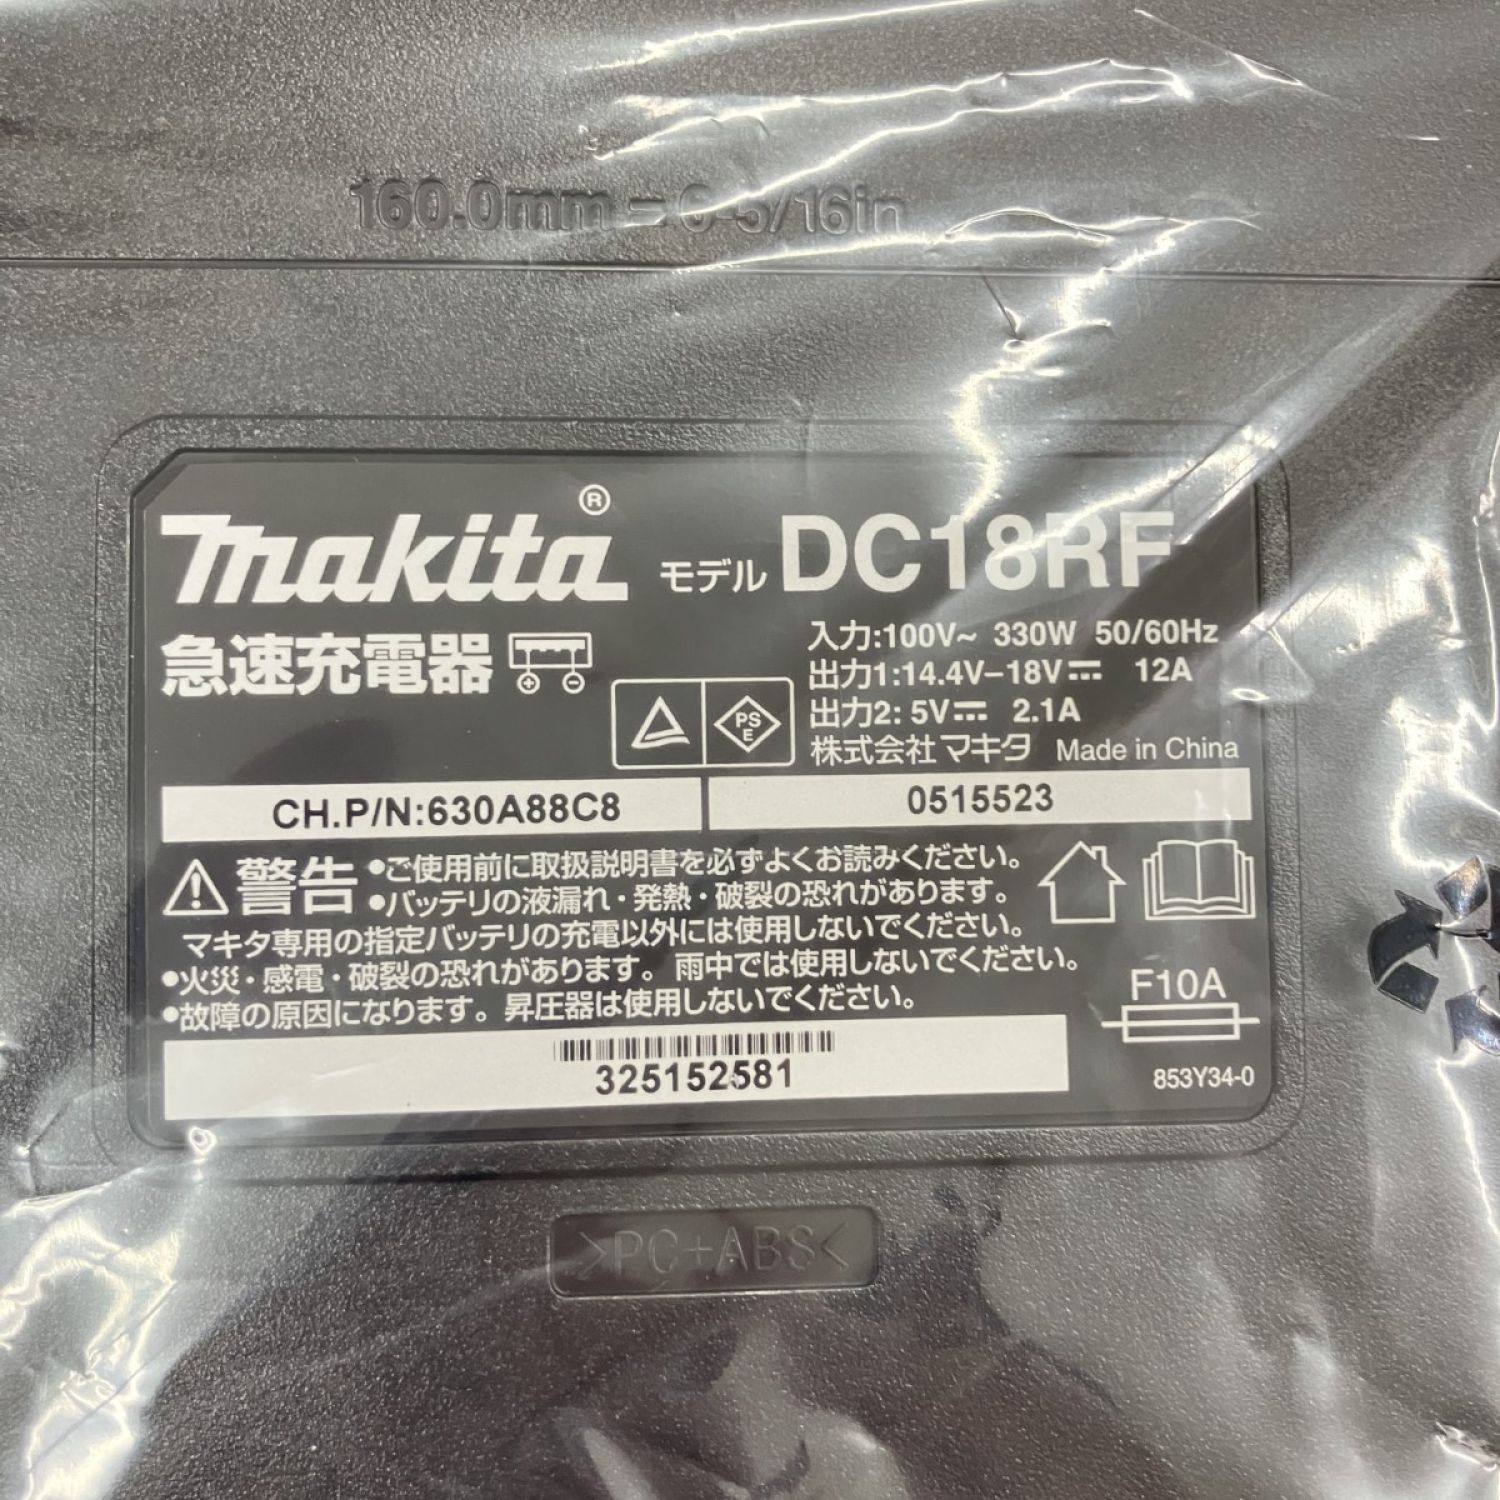 160.0mm = 6-5/16in
makita®
モデル DC18RF
急速充電器
入力:100V~ 330W 50/60Hz
出力1:14.4V-18V⎓ 12A
出力2: 5V⎓ 2.1A
PS
E
株式会社マキタ Made in China
CH.P/N:630A88C8
0515523
警告
•ご使用前に取扱説明書を必ずよくお読みください。
•バッテリの液漏れ・発熱・破裂の恐れがあります。
マキタ専用の指定バッテリの充電以外には使用しないでください。
•火災・感電・破裂の恐れがあります。雨中では使用しないでください。
•故障の原因になります。昇圧器は使用しないでください。
F10A
325152581
853Y34-0
>PC+ABS<